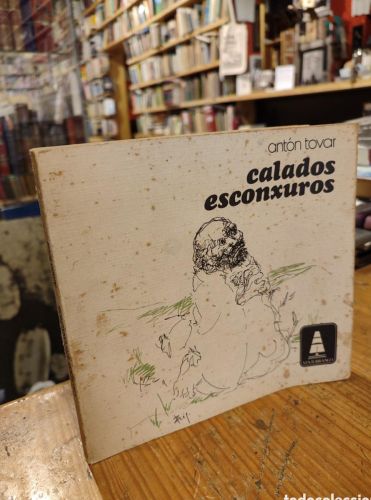 antón tovar
calados
esconxuros
todocoleccion